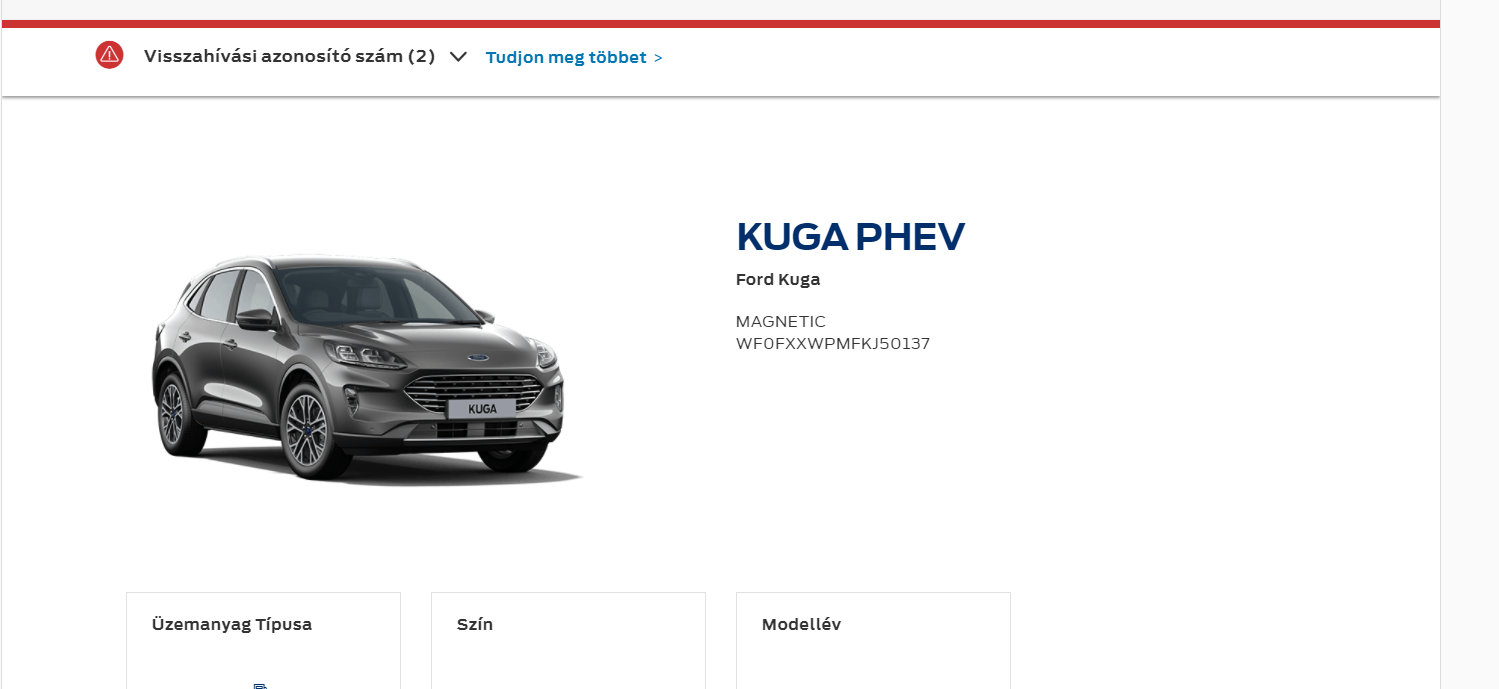 Visszahívási azonosító szám (2) Tudjon meg többet >
KUGA PHEV
Ford Kuga
MAGNETIC
WF0FXXWPMFKJ50137
KUGA
Üzemanyag Típusa
Szín
Modellév